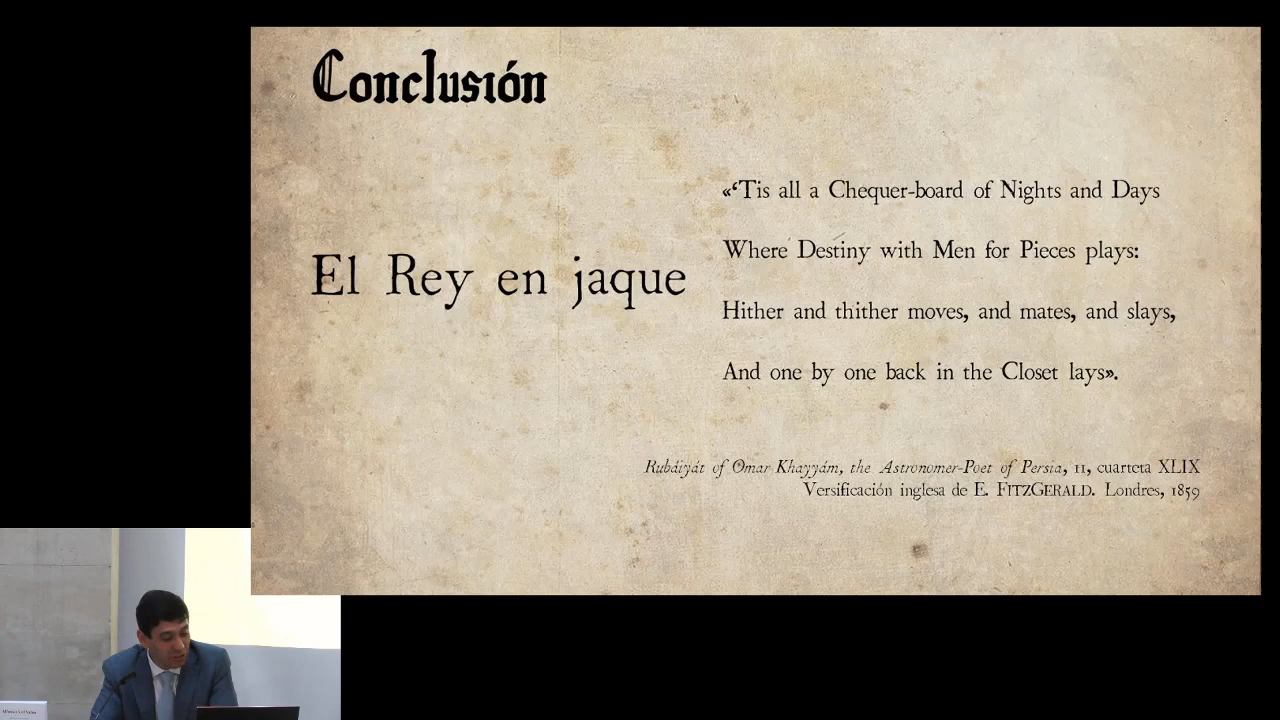 Conclusión
El Rey en jaque
«‘Tis all a Chequer-board of Nights and Days
Where Destiny with Men for Pieces plays:
Hither and thither moves, and mates, and slays,
And one by one back in the Closet lays».
Rubáiyát of Omar Khayyám, the Astronomer-Poet of Persia, 11, cuarteta XLIX
Versificación inglesa de E. FITZGERALD. Londres, 1859